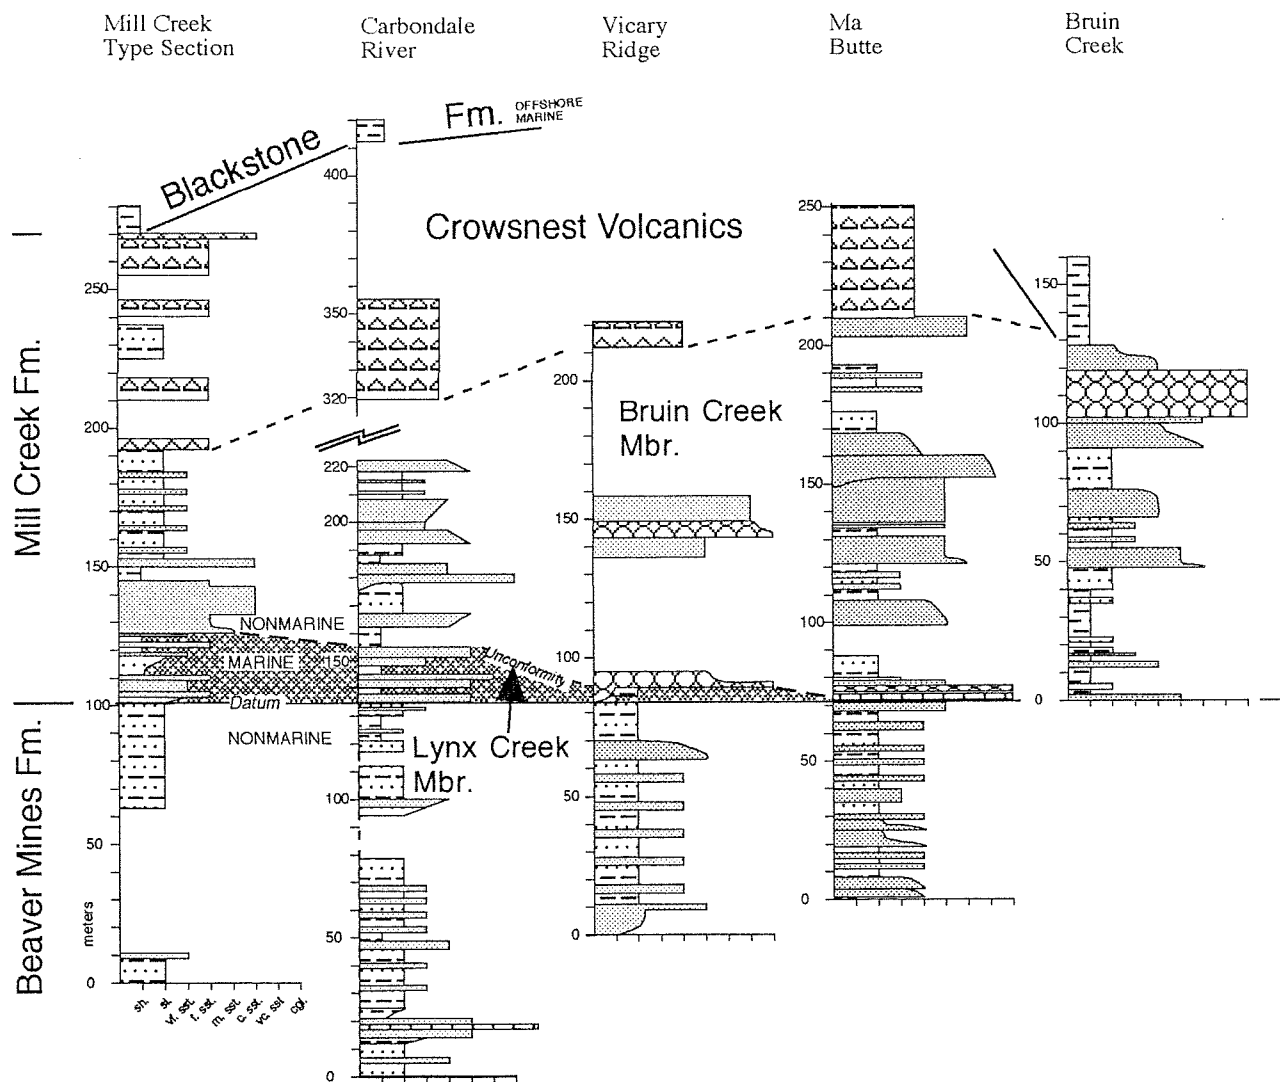 Mill Creek
Type Section
Carbondale
River
Vicary
Ridge
Ma
Butte
Bruin
Creek
Blackstone
Fm.
OFFSHORE
MARINE
Crowsnest Volcanics
Mill Creek Fm.
Beaver Mines Fm.
Bruin Creek
Mbr.
NONMARINE
MARINE
Unconformity
Datum
NONMARINE
Lynx Creek
Mbr.
250
200
150
100
50
0
meters
sh.
sl.
vf. sst.
f. sst.
m. sst.
c. sst.
vc. sst
cgl.
400
350
320
220
200
150
100
50
0
200
150
100
50
0
250
200
150
100
50
0
150
100
50
0